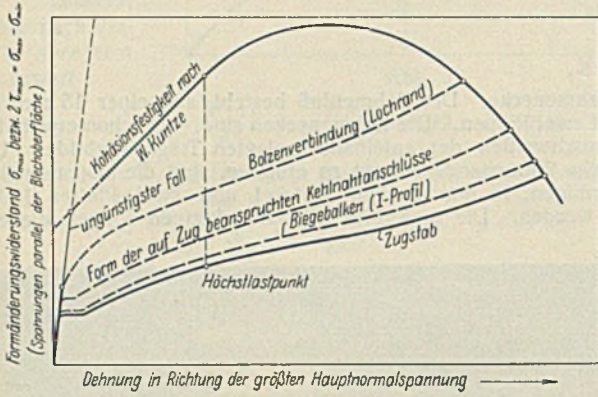 Formänderungswiderstand σmax bezw. 2 τmax = σmax - σmin
(Spannungen parallel der Blechoberfläche)
Kohäsionsfestigkeit nach
W. Kuntze
ungünstigster Fall
Bolzenverbindung (Lochrand)
Form der auf Zug beanspruchten Kehlnahtanschlüsse
Biegebalken (I-Profil)
Zugstab
Höchstlastpunkt
Dehnung in Richtung der größten Hauptnormalspannung